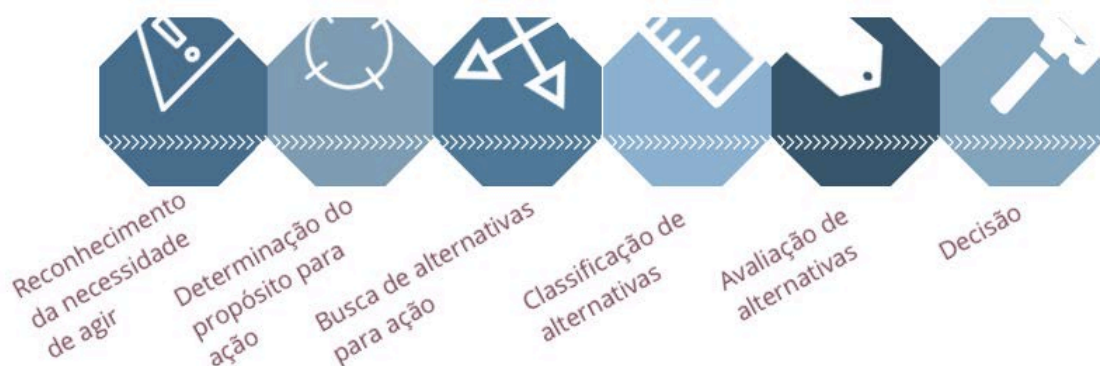 Reconhecimento
da necessidade
de agir
Determinação do
propósito para
ação
Busca de alternativas
para ação
Classificação de
alternativas
Avaliação de
alternativas
Decisão